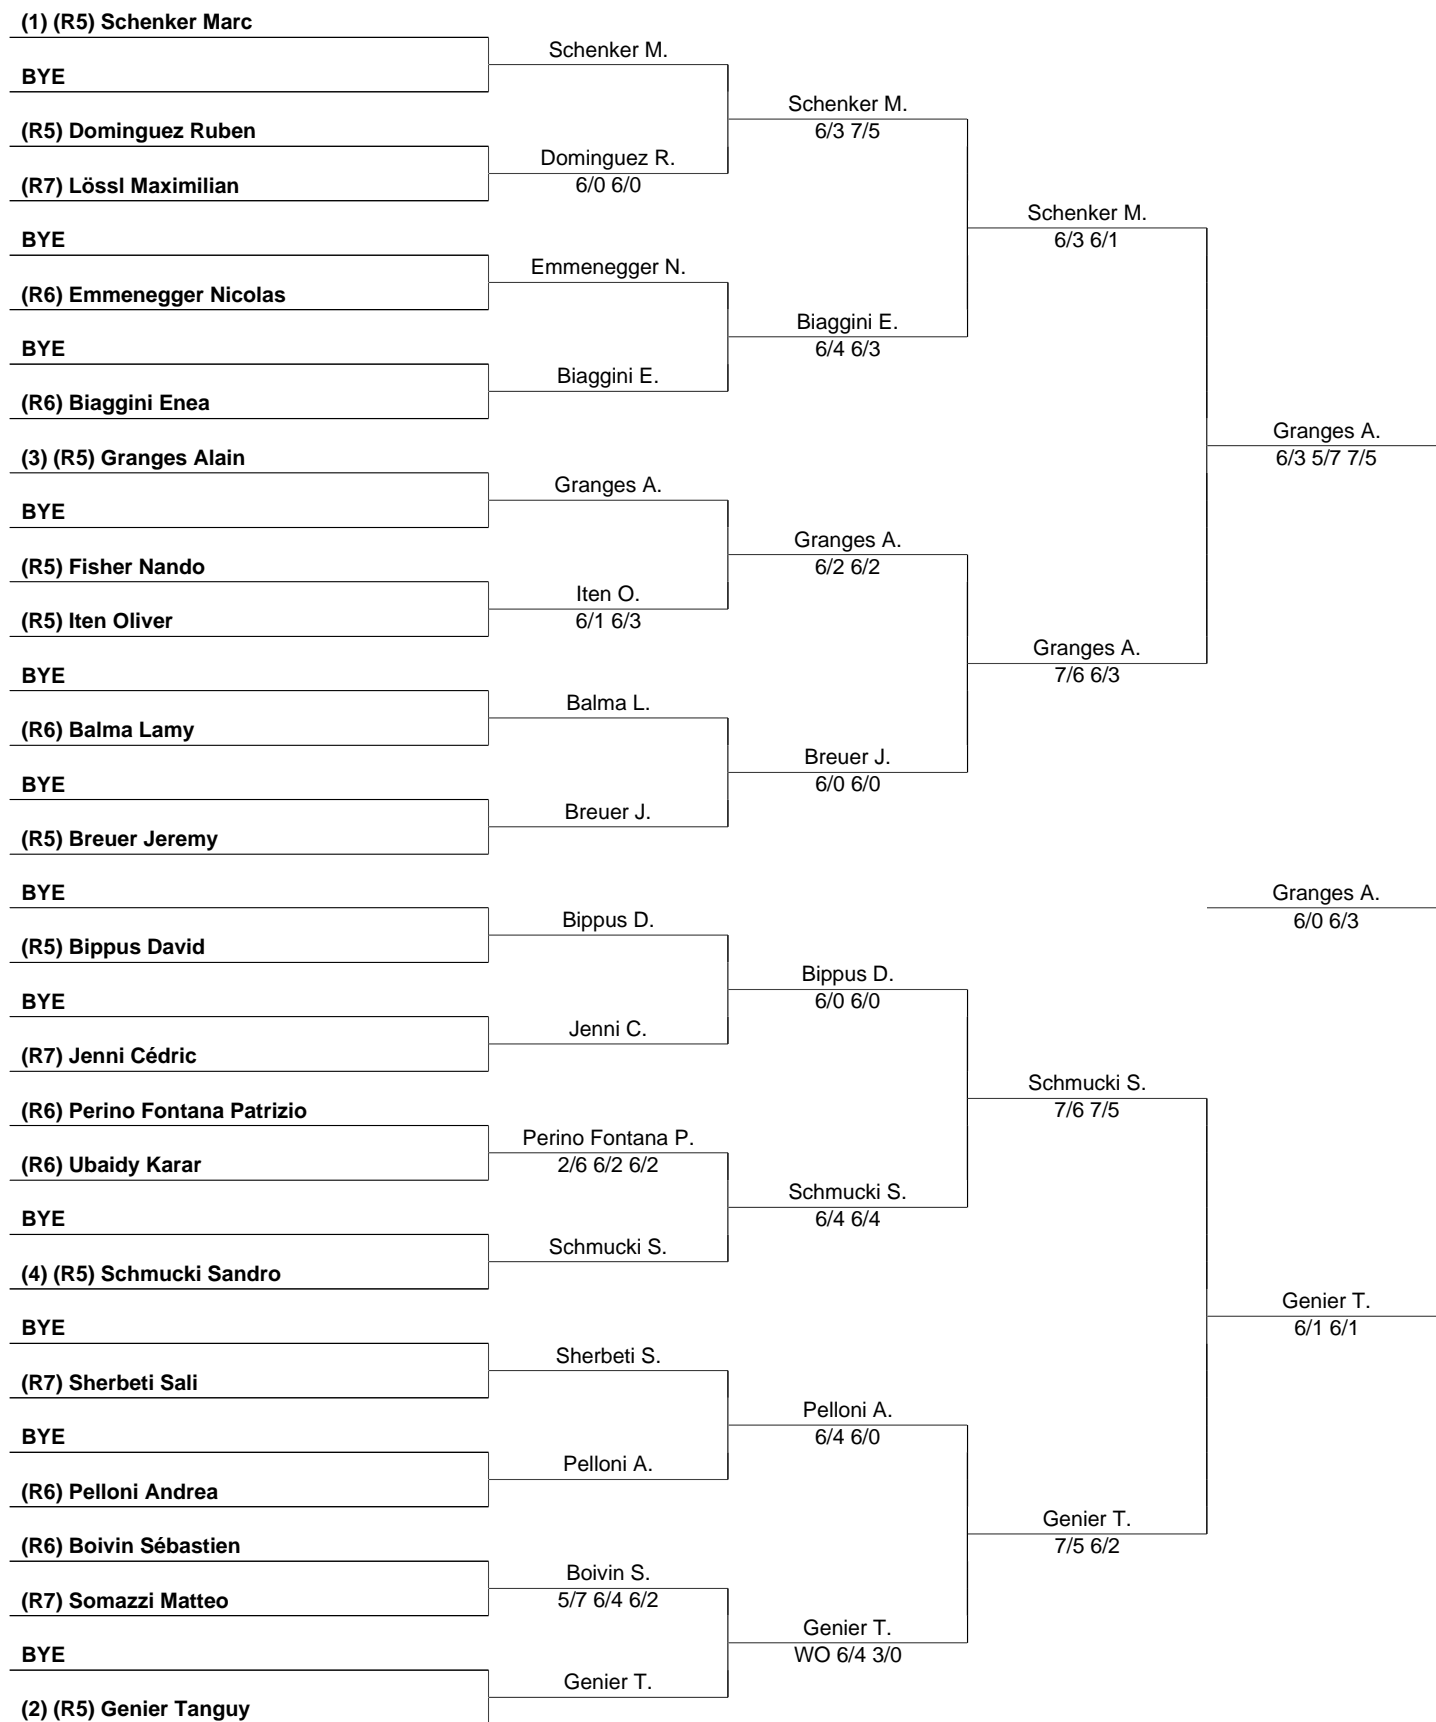 (1) (R5) Schenker Marc
BYE
(R5) Dominguez Ruben
(R7) Lössl Maximilian
BYE
(R6) Emmenegger Nicolas
BYE
(R6) Biaggini Enea
(3) (R5) Granges Alain
BYE
(R5) Fisher Nando
(R5) Iten Oliver
BYE
(R6) Balma Lamy
BYE
(R5) Breuer Jeremy
BYE
(R5) Bippus David
BYE
(R7) Jenni Cédric
(R6) Perino Fontana Patrizio
(R6) Ubaidy Karar
BYE
(4) (R5) Schmucki Sandro
BYE
(R7) Sherbeti Sali
BYE
(R6) Pelloni Andrea
(R6) Boivin Sébastien
(R7) Somazzi Matteo
BYE
(2) (R5) Genier Tanguy
Schenker M.
Dominguez R.
6/0 6/0
Emmenegger N.
Biaggini E.
Granges A.
Iten O.
6/1 6/3
Balma L.
Breuer J.
Bippus D.
Jenni C.
Perino Fontana P.
2/6 6/2 6/2
Schmucki S.
Sherbeti S.
Pelloni A.
Boivin S.
5/7 6/4 6/2
Genier T.
Schenker M.
6/3 7/5
Biaggini E.
6/4 6/3
Granges A.
6/2 6/2
Breuer J.
6/0 6/0
Bippus D.
6/0 6/0
Schmucki S.
6/4 6/4
Pelloni A.
6/4 6/0
Genier T.
WO 6/4 3/0
Schenker M.
6/3 6/1
Granges A.
7/6 6/3
Schmucki S.
7/6 7/5
Genier T.
7/5 6/2
Granges A.
6/3 5/7 7/5
Granges A.
6/0 6/3
Genier T.
6/1 6/1